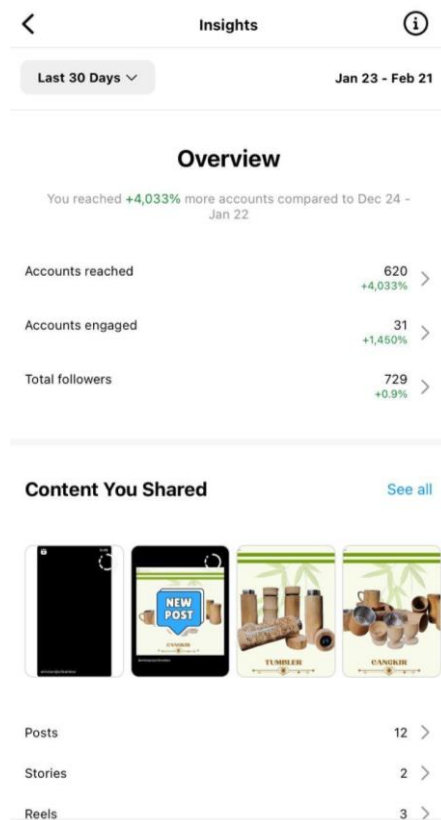 Insights
Last 30 Days
Jan 23 - Feb 21
Overview
You reached +4,033% more accounts compared to Dec 24 -
Jan 22
Accounts reached
620
+4,033%
Accounts engaged
31
+1,450%
Total followers
729
+0.9%
Content You Shared
See all
NEW
POST
CANGKIR
TUMBLER
CANGKIR
Posts
12
Stories
2
Reels
3